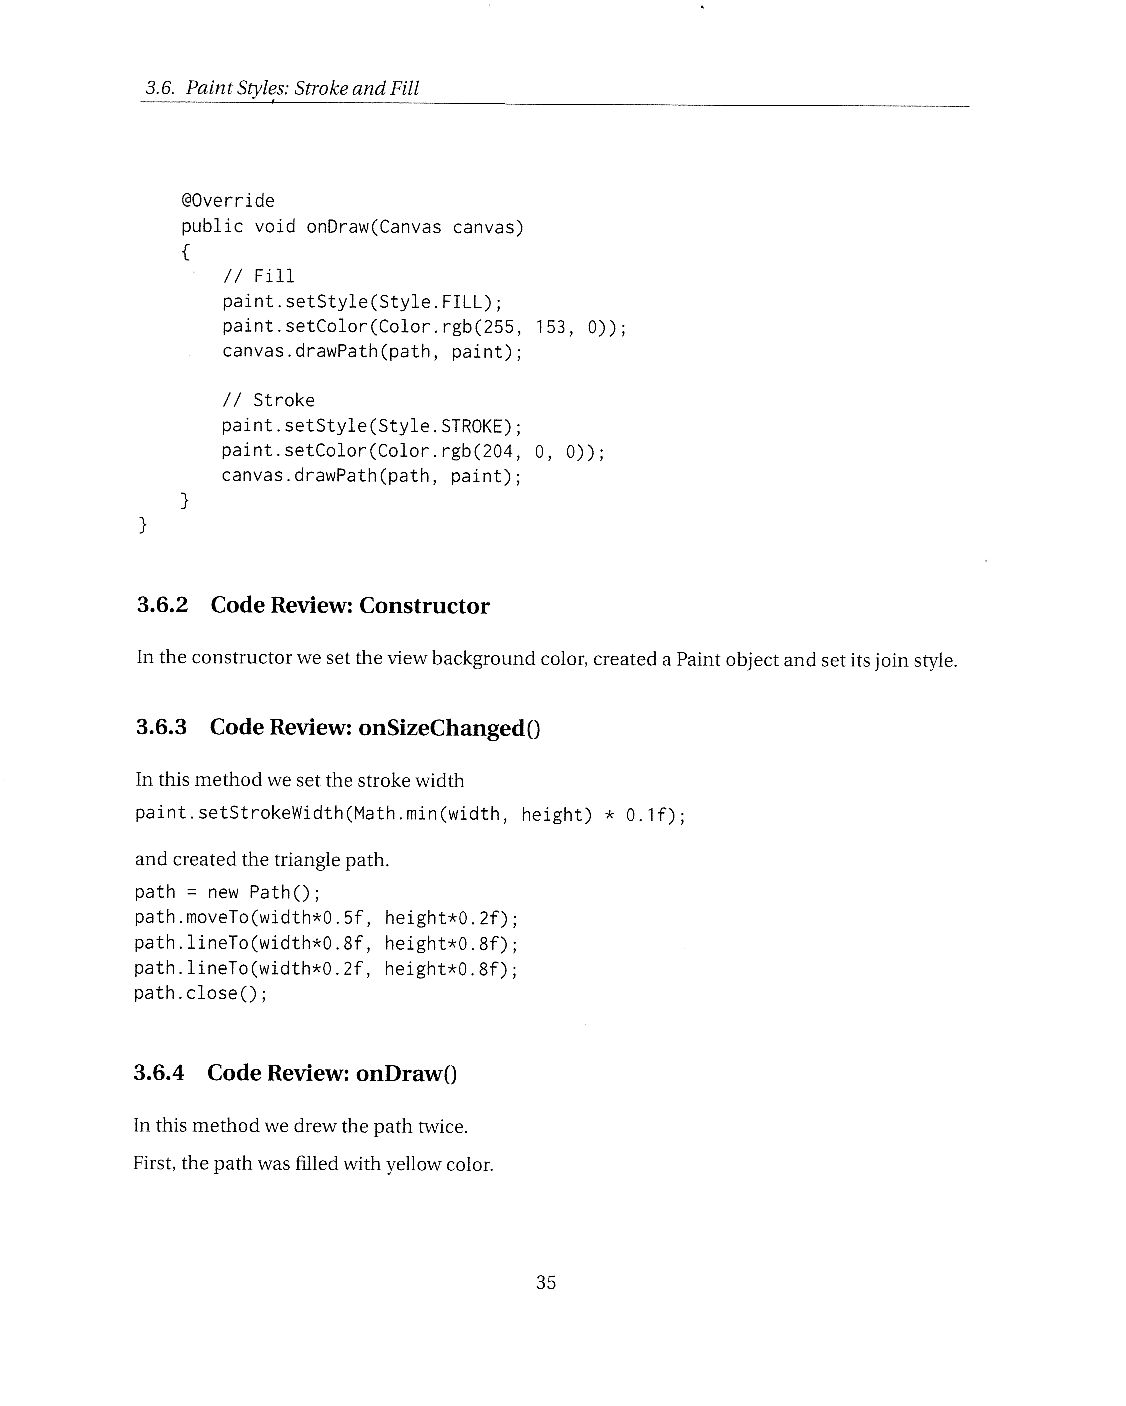 3.6. Paint Styles: Stroke and Fill
@Override
public void onDraw(Canvas canvas)
{
// Fill
paint.setStyle(Style.FILL);
paint.setColor(Color.rgb(255, 153, 0));
canvas.drawPath(path, paint);
// Stroke
paint.setStyle(Style.STROKE);
paint.setColor(Color.rgb(204, 0, 0));
canvas.drawPath(path, paint);
}
}
3.6.2 Code Review: Constructor
In the constructor we set the view background color, created a Paint object and set its join style.
3.6.3 Code Review: onSizeChanged()
In this method we set the stroke width
paint.setStrokeWidth(Math.min(width, height) * 0.1f);
and created the triangle path.
path = new Path();
path.moveTo(width*0.5f, height*0.2f);
path.lineTo(width*0.8f, height*0.8f);
path.lineTo(width*0.2f, height*0.8f);
path.close();
3.6.4 Code Review: onDraw()
In this method we drew the path twice.
First, the path was filled with yellow color.
35